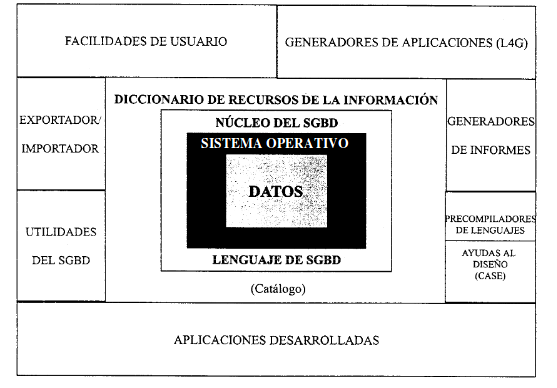 FACILIDADES DE USUARIO
GENERADORES DE APLICACIONES (L4G)
DICCIONARIO DE RECURSOS DE LA INFORMACIÓN
EXPORTADOR/
IMPORTADOR
NÚCLEO DEL SGBD
GENERADORES
DE INFORMES
SISTEMA OPERATIVO
DATOS
UTILIDADES
DEL SGBD
PRECOMPILADORES
DE LENGUAJES
LENGUAJE DE SGBD
AYUDAS AL
DISEÑO
(CASE)
(Catálogo)
APLICACIONES DESARROLLADAS